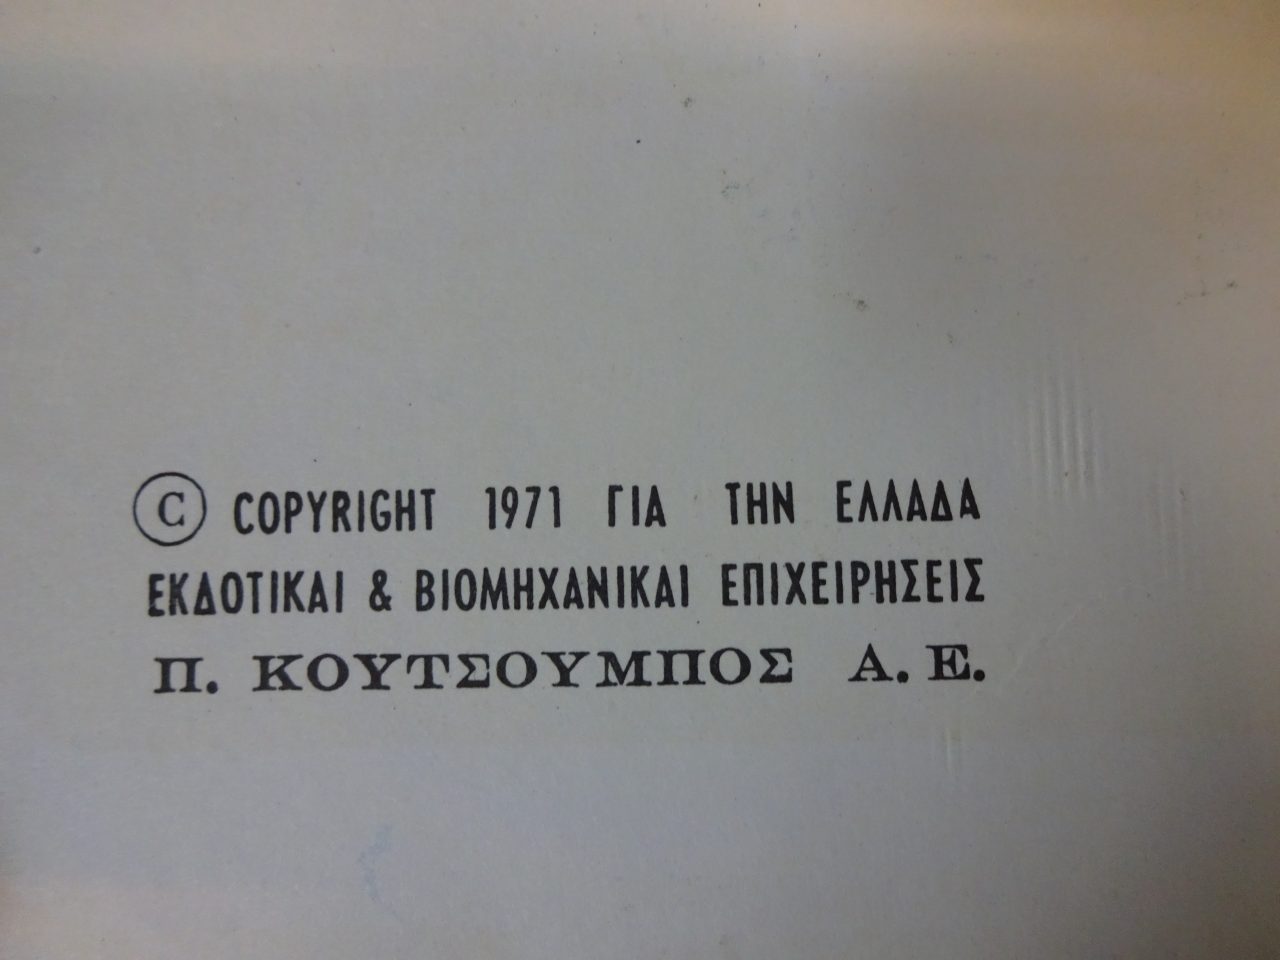 © COPYRIGHT 1971 ΓΙΑ ΤΗΝ ΕΛΛΑΔΑ
ΕΚΔΟΤΙΚΑΙ & ΒΙΟΜΗΧΑΝΙΚΑΙ ΕΠΙΧΕΙΡΗΣΕΙΣ
Π. ΚΟΥΤΣΟΥΜΠΟΣ Α. Ε.